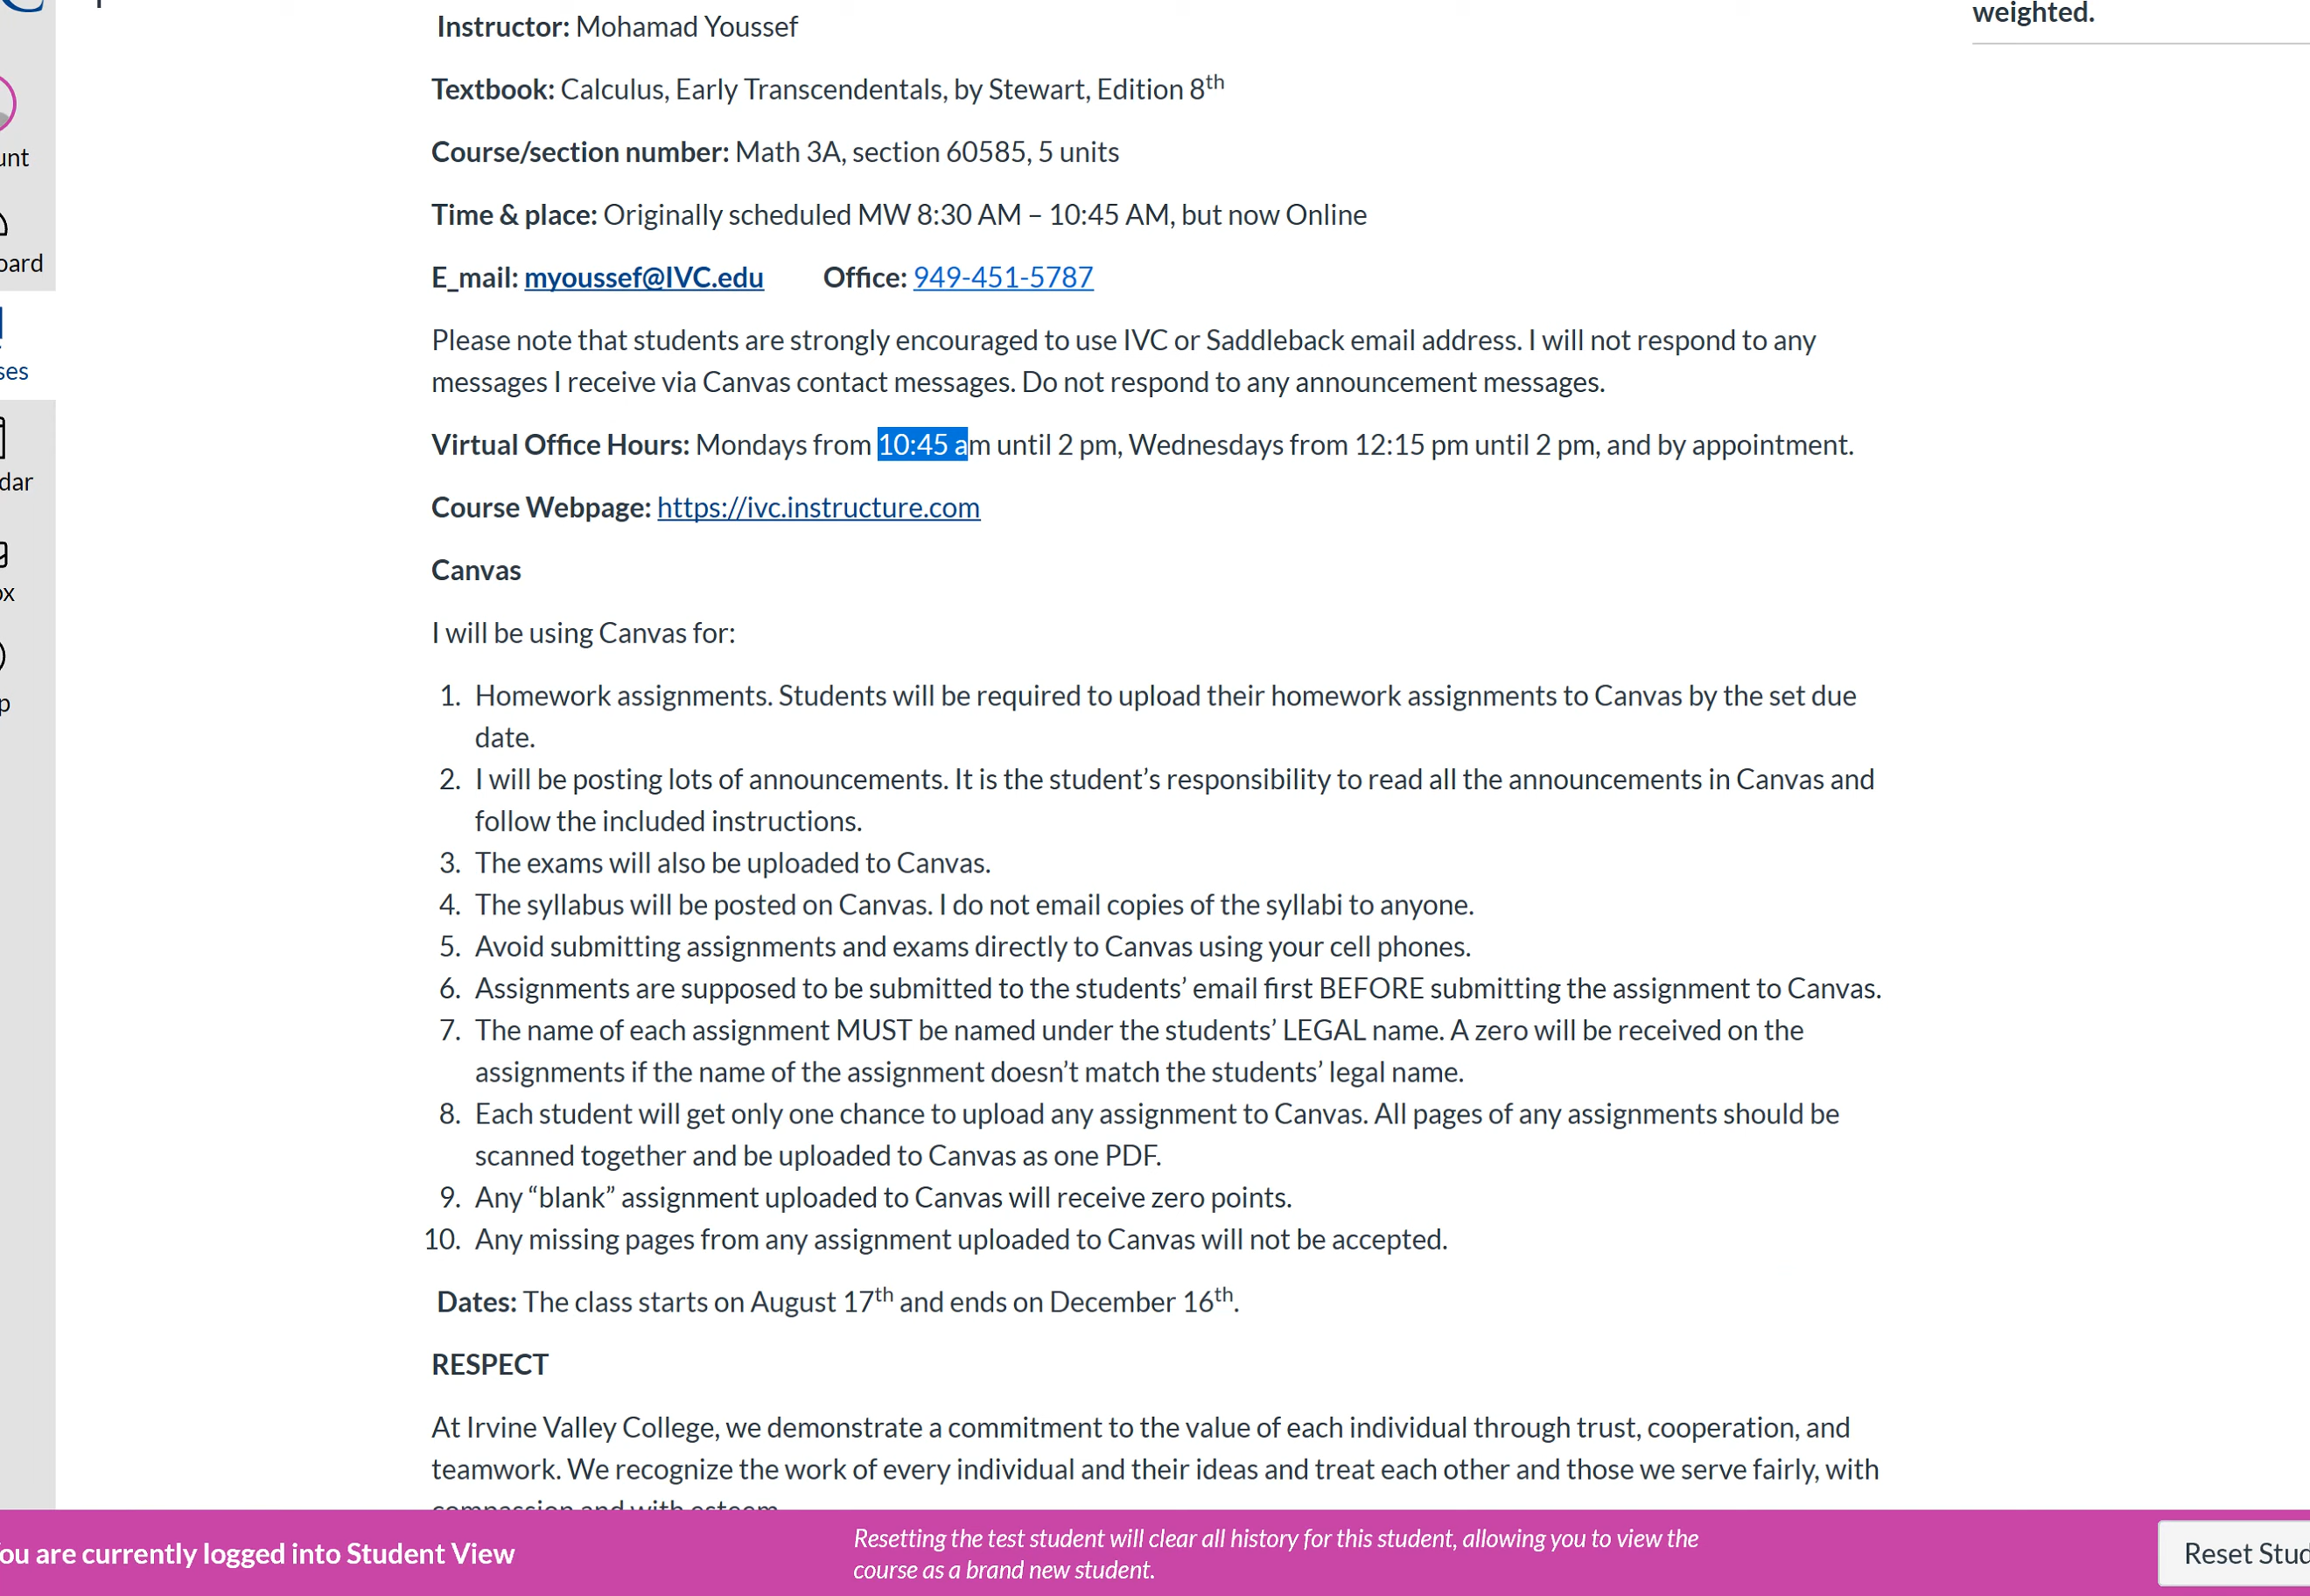 weighted.
Instructor: Mohamad Youssef
Textbook: Calculus, Early Transcendentals, by Stewart, Edition 8th
Course/section number: Math 3A, section 60585, 5 units
Time & place: Originally scheduled MW 8:30 AM – 10:45 AM, but now Online
E_mail: myoussef@IVC.edu Office: 949-451-5787
Please note that students are strongly encouraged to use IVC or Saddleback email address. I will not respond to any
messages I receive via Canvas contact messages. Do not respond to any announcement messages.
Virtual Office Hours: Mondays from 10:45 am until 2 pm, Wednesdays from 12:15 pm until 2 pm, and by appointment.
Course Webpage: https://ivc.instructure.com
Canvas
I will be using Canvas for:
1. Homework assignments. Students will be required to upload their homework assignments to Canvas by the set due
date.
2. I will be posting lots of announcements. It is the student’s responsibility to read all the announcements in Canvas and
follow the included instructions.
3. The exams will also be uploaded to Canvas.
4. The syllabus will be posted on Canvas. I do not email copies of the syllabi to anyone.
5. Avoid submitting assignments and exams directly to Canvas using your cell phones.
6. Assignments are supposed to be submitted to the students’ email first BEFORE submitting the assignment to Canvas.
7. The name of each assignment MUST be named under the students’ LEGAL name. A zero will be received on the
assignments if the name of the assignment doesn’t match the students’ legal name.
8. Each student will get only one chance to upload any assignment to Canvas. All pages of any assignments should be
scanned together and be uploaded to Canvas as one PDF.
9. Any “blank” assignment uploaded to Canvas will receive zero points.
10. Any missing pages from any assignment uploaded to Canvas will not be accepted.
Dates: The class starts on August 17th and ends on December 16th.
RESPECT
At Irvine Valley College, we demonstrate a commitment to the value of each individual through trust, cooperation, and
teamwork. We recognize the work of every individual and their ideas and treat each other and those we serve fairly, with
compassion and with esteem.
unt
oard
ses
dar
ox
p
ou are currently logged into Student View
Resetting the test student will clear all history for this student, allowing you to view the
course as a brand new student.
Reset Stud